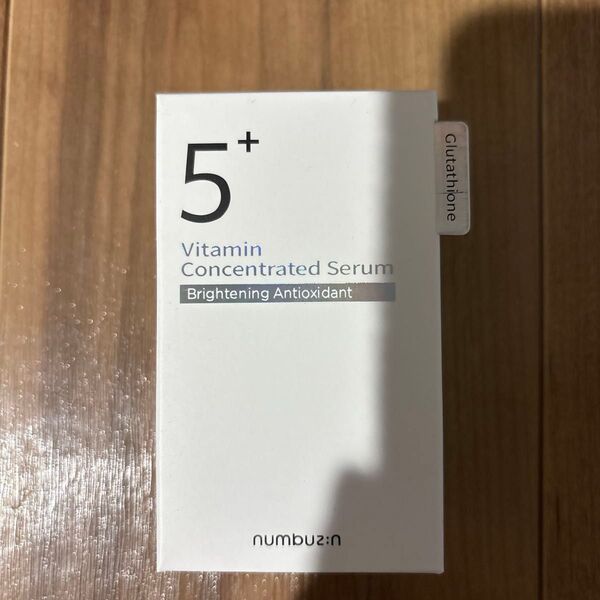 5+
Glutathione
Vitamin
Concentrated Serum
Brightening Antioxidant
numbuz:n